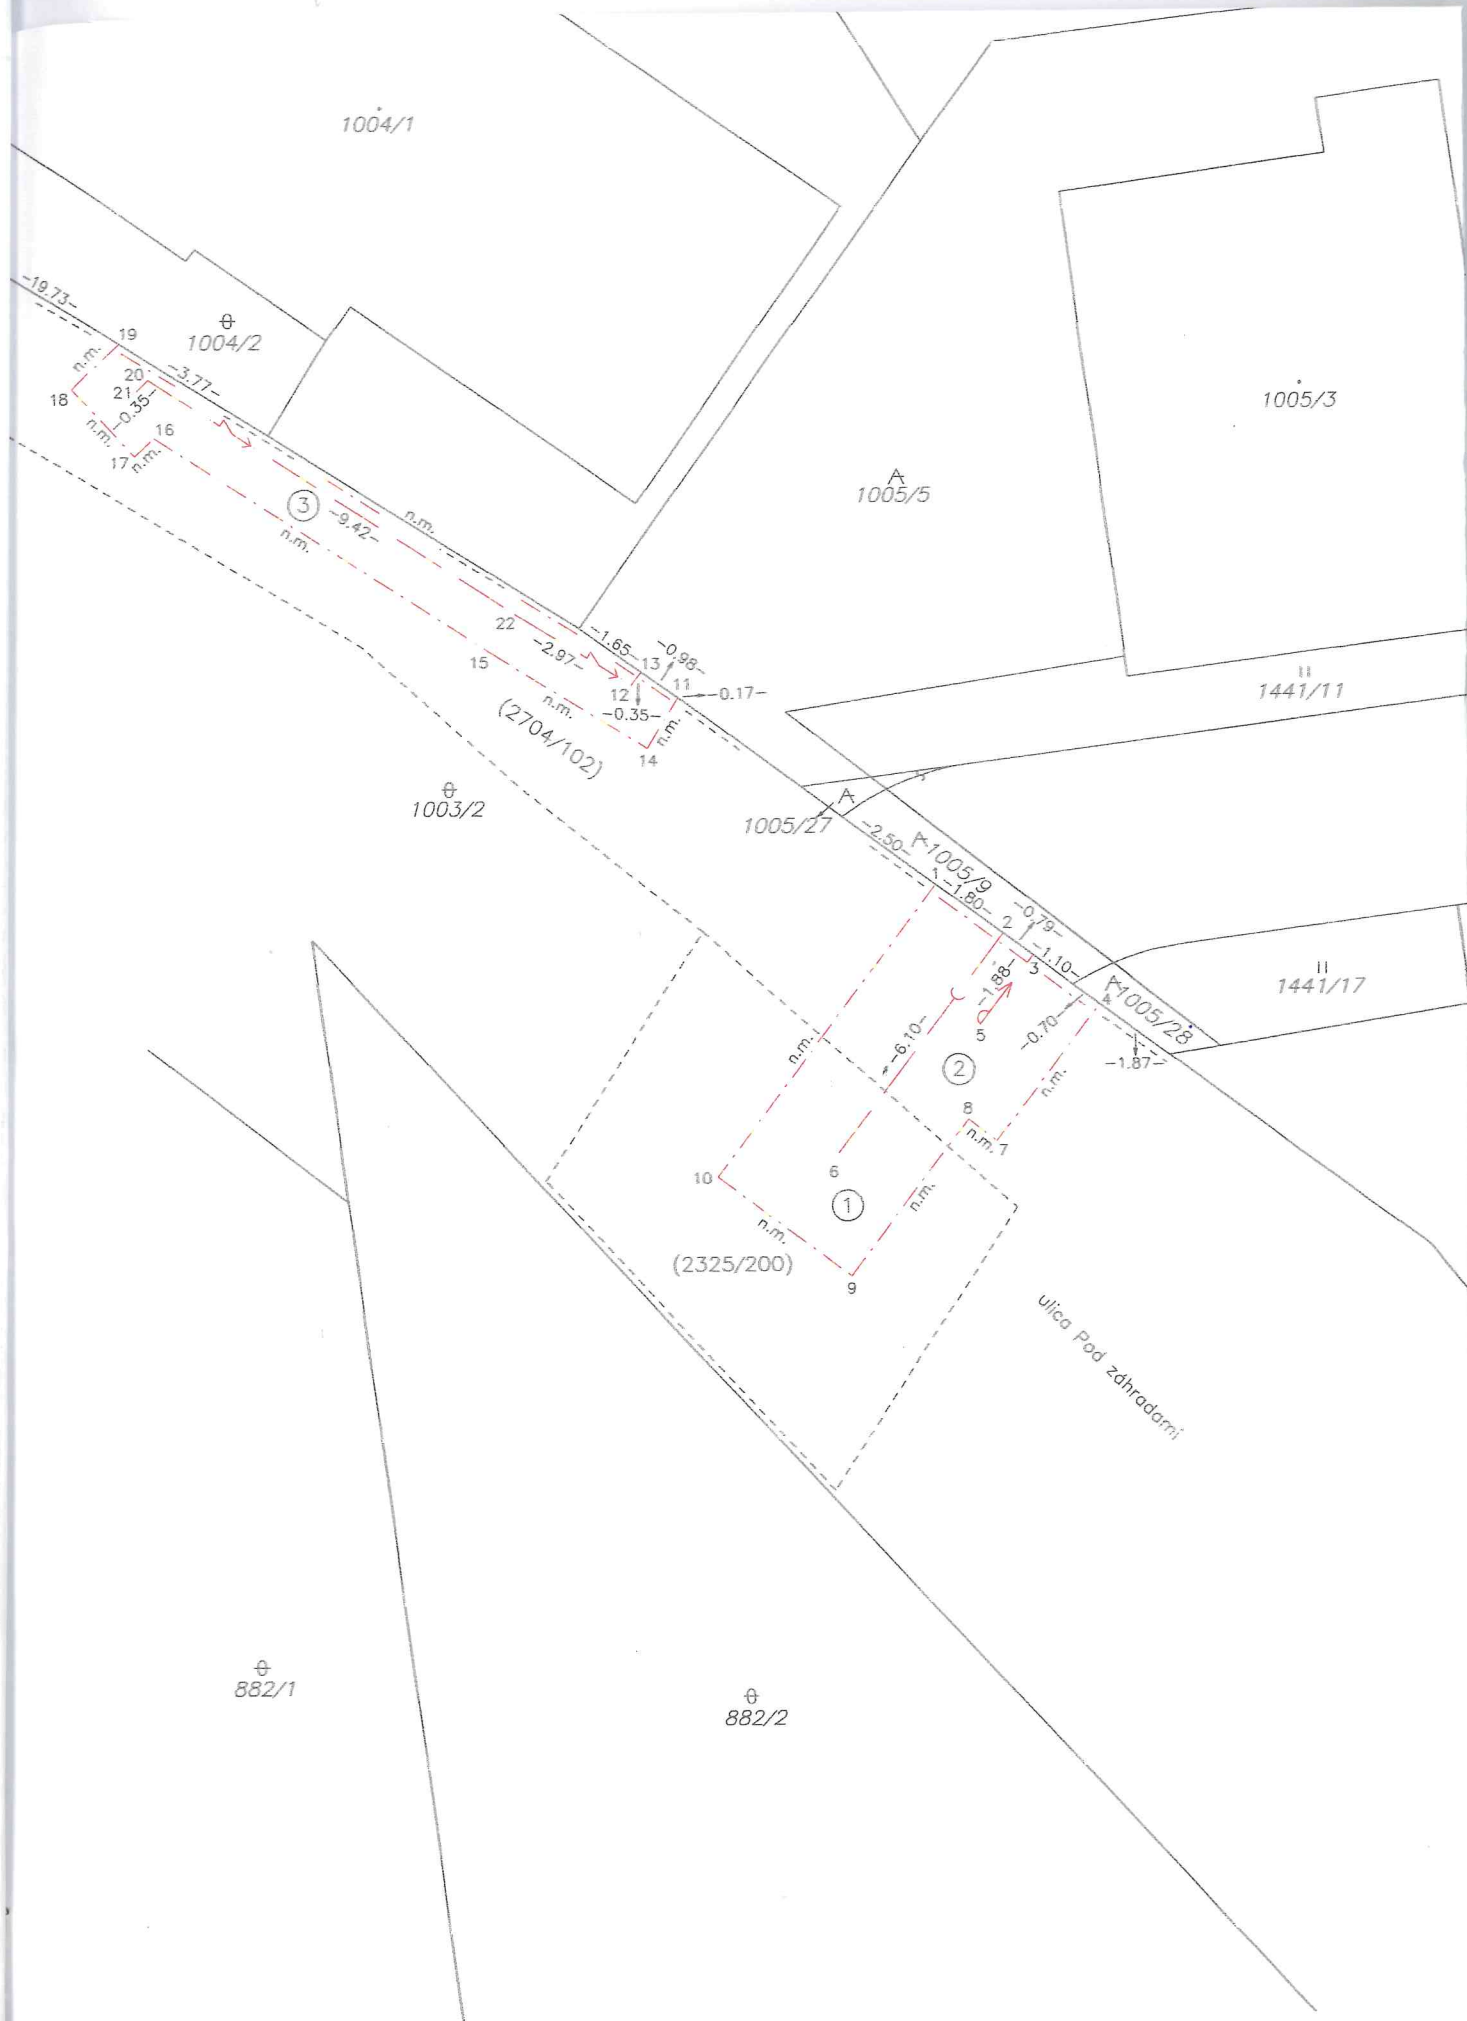 1004/1
-19.73-
19
1004/2
n.m.
20
-3.77-
21
18
-0.35-
1005/3
n.m.
16
17
n.m.
A
1005/5
3
-9.42-
n.m.
n.m.
22
-1.65-
-0.98-
-2.97-
13
15
12
11
-0.17-
II
1441/11
n.m.
-0.35-
n.m.
(2704/102)
14
1003/2
A
1005/27
-2.50-
A 1005/9
1
-1.80-
2
-0.79-
-1.10-
3
-1.88-
II
1441/17
4
A 1005/28
5
-0.70-
-6.10-
n.m.
2
-1.87-
n.m.
8
n.m.
7
6
10
1
n.m.
n.m.
(2325/200)
9
ulica Pod záhradami
882/1
882/2